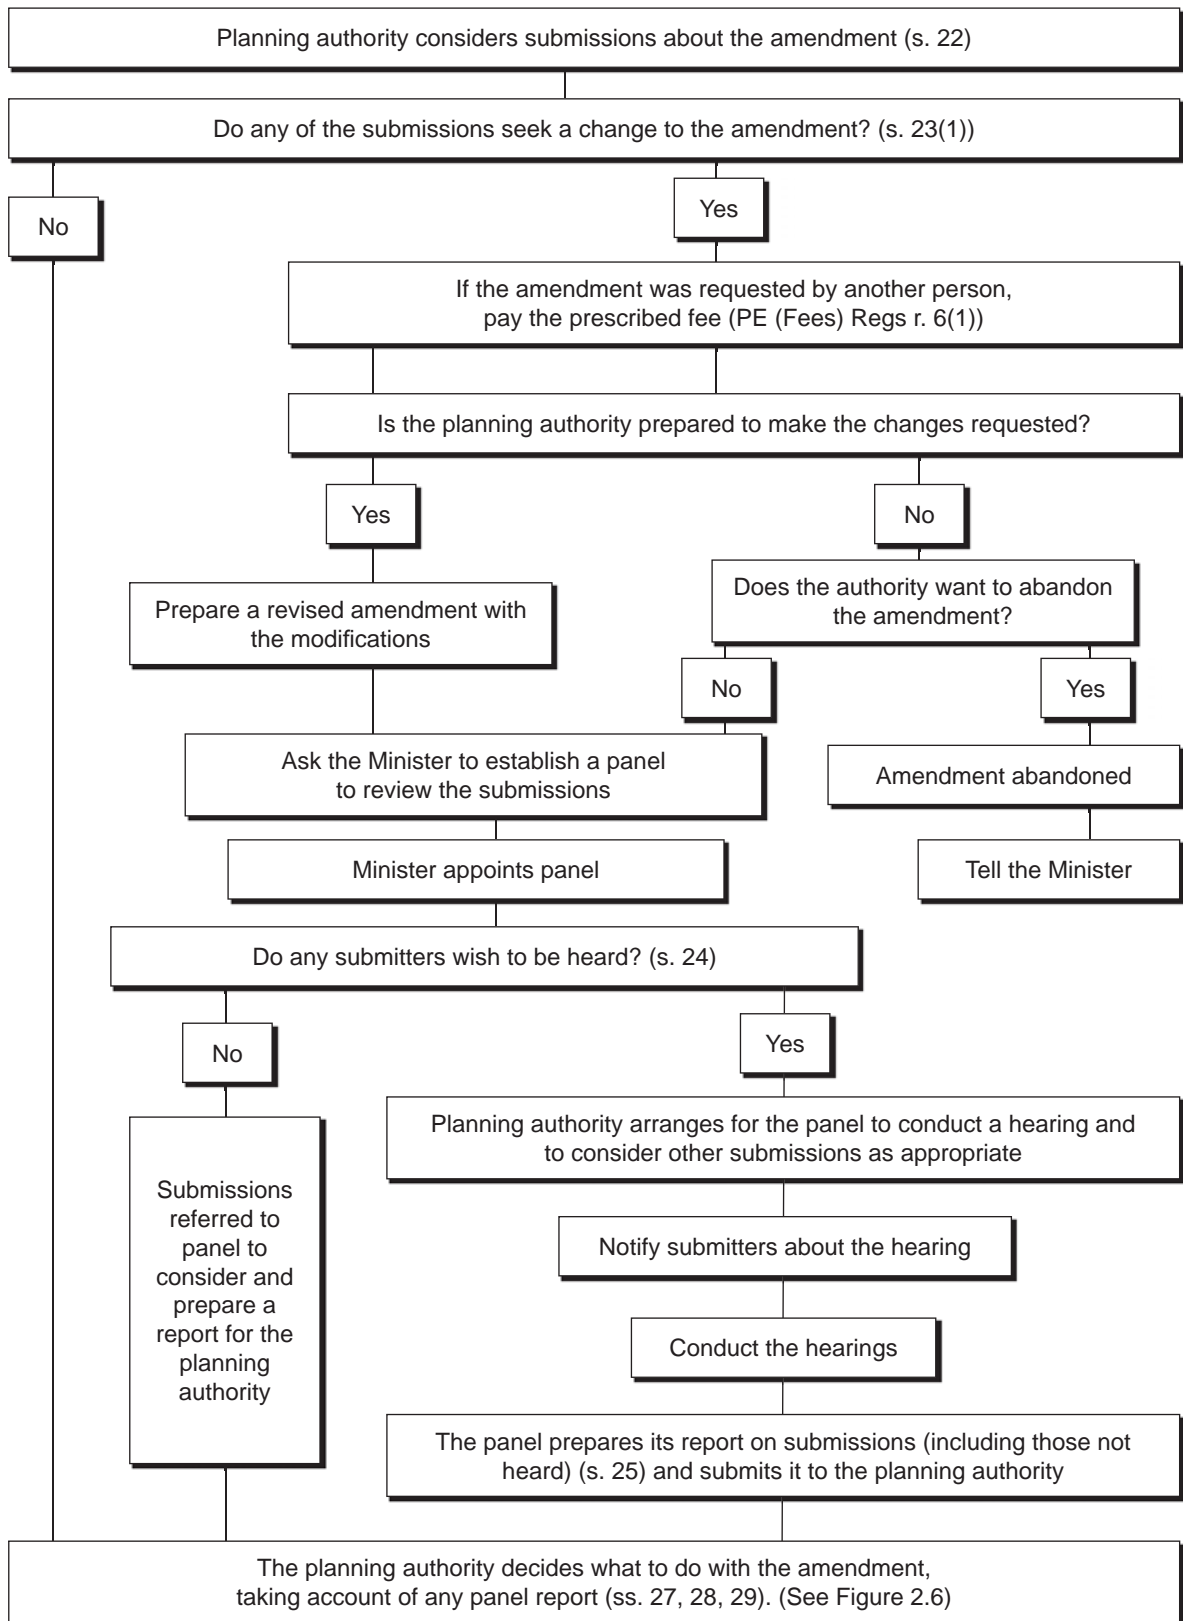 Planning authority considers submissions about the amendment (s. 22)
Do any of the submissions seek a change to the amendment? (s. 23(1))
No
Yes
If the amendment was requested by another person,
pay the prescribed fee (PE (Fees) Regs r. 6(1))
Is the planning authority prepared to make the changes requested?
Yes
No
Prepare a revised amendment with
the modifications
Does the authority want to abandon
the amendment?
No
Yes
Ask the Minister to establish a panel
to review the submissions
Amendment abandoned
Minister appoints panel
Tell the Minister
Do any submitters wish to be heard? (s. 24)
No
Yes
Submissions
referred to
panel to
consider and
prepare a
report for the
planning
authority
Planning authority arranges for the panel to conduct a hearing and
to consider other submissions as appropriate
Notify submitters about the hearing
Conduct the hearings
The panel prepares its report on submissions (including those not
heard) (s. 25) and submits it to the planning authority
The planning authority decides what to do with the amendment,
taking account of any panel report (ss. 27, 28, 29). (See Figure 2.6)